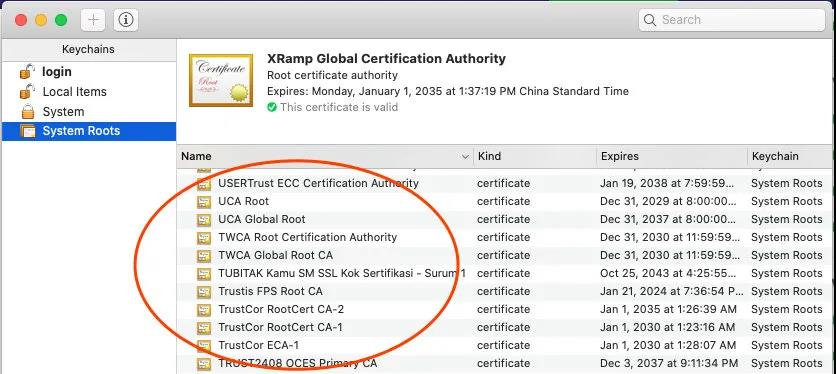 Search
Keychains
login
Local Items
System
System Roots
XRamp Global Certification Authority
Root certificate authority
Expires: Monday, January 1, 2035 at 1:37:19 PM China Standard Time
This certificate is valid
Name Kind Expires Keychain
USERTrust ECC Certification Authority certificate Jan 19, 2038 at 7:59:59... System Roots
UCA Root certificate Dec 31, 2029 at 8:00:00... System Roots
UCA Global Root certificate Dec 31, 2037 at 8:00:00... System Roots
TWCA Root Certification Authority certificate Dec 31, 2030 at 11:59:59... System Roots
TWCA Global Root CA certificate Dec 31, 2030 at 11:59:59... System Roots
TUBITAK Kamu SM SSL Kok Sertifikasi - Surum 1 certificate Oct 25, 2043 at 4:25:55... System Roots
Trustis FPS Root CA certificate Jan 21, 2024 at 7:36:54 P... System Roots
TrustCor RootCert CA-2 certificate Jan 1, 2035 at 1:26:39 AM System Roots
TrustCor RootCert CA-1 certificate Jan 1, 2030 at 1:23:16 AM System Roots
TrustCor ECA-1 certificate Jan 1, 2030 at 1:28:07 AM System Roots
TRUST2408 OCES Primary CA certificate Dec 3, 2037 at 9:11:34 PM System Roots